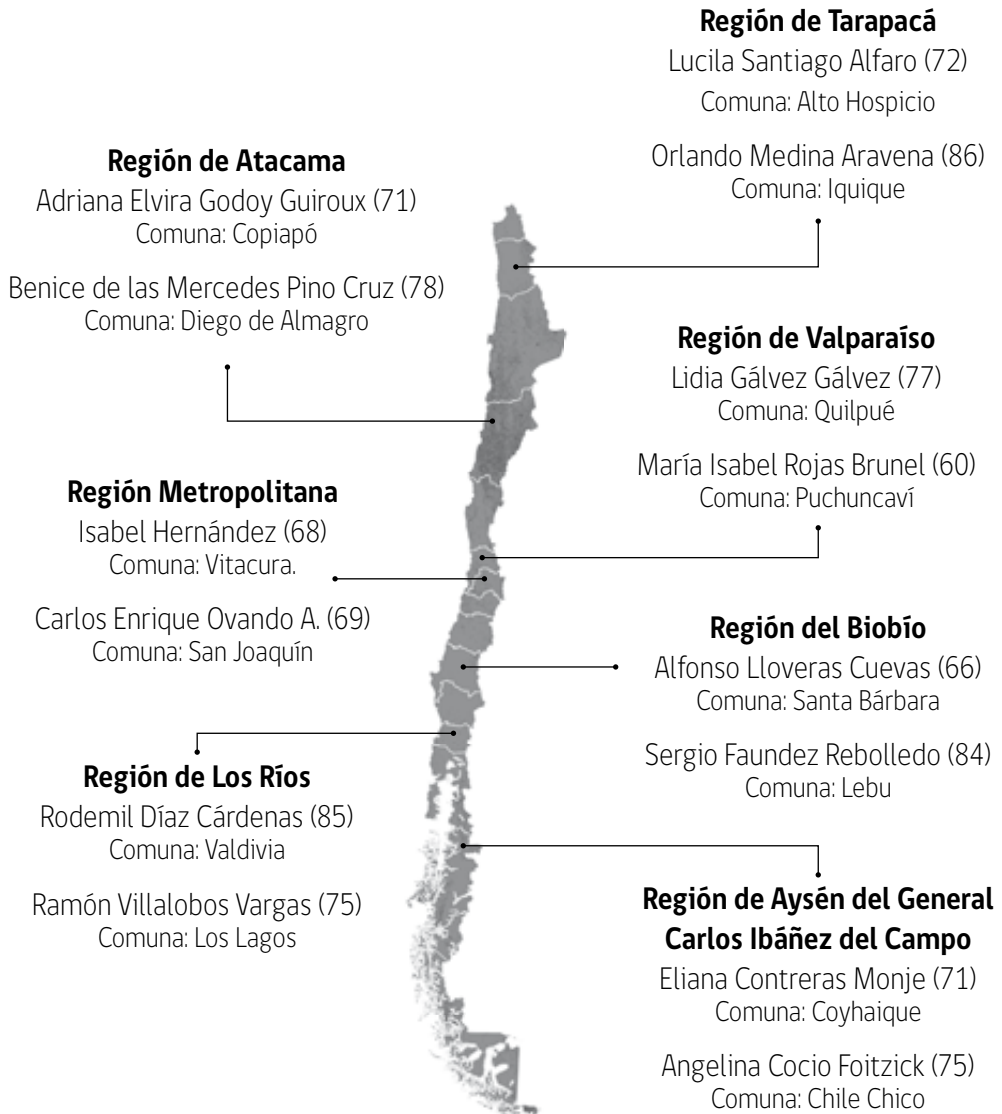 Región de Tarapacá
Lucila Santiago Alfaro (72)
Comuna: Alto Hospicio
Orlando Medina Aravena (86)
Comuna: Iquique
Región de Atacama
Adriana Elvira Godoy Guiroux (71)
Comuna: Copiapó
Benice de las Mercedes Pino Cruz (78)
Comuna: Diego de Almagro
Región de Valparaíso
Lidia Gálvez Gálvez (77)
Comuna: Quilpué
María Isabel Rojas Brunel (60)
Comuna: Puchuncaví
Región Metropolitana
Isabel Hernández (68)
Comuna: Vitacura.
Carlos Enrique Ovando A. (69)
Comuna: San Joaquín
Región del Biobío
Alfonso Lloveras Cuevas (66)
Comuna: Santa Bárbara
Sergio Faundez Rebolledo (84)
Comuna: Lebu
Región de Los Ríos
Rodemil Díaz Cárdenas (85)
Comuna: Valdivia
Ramón Villalobos Vargas (75)
Comuna: Los Lagos
Región de Aysén del General
Carlos Ibáñez del Campo
Eliana Contreras Monje (71)
Comuna: Coyhaique
Angelina Cocio Foitzick (75)
Comuna: Chile Chico